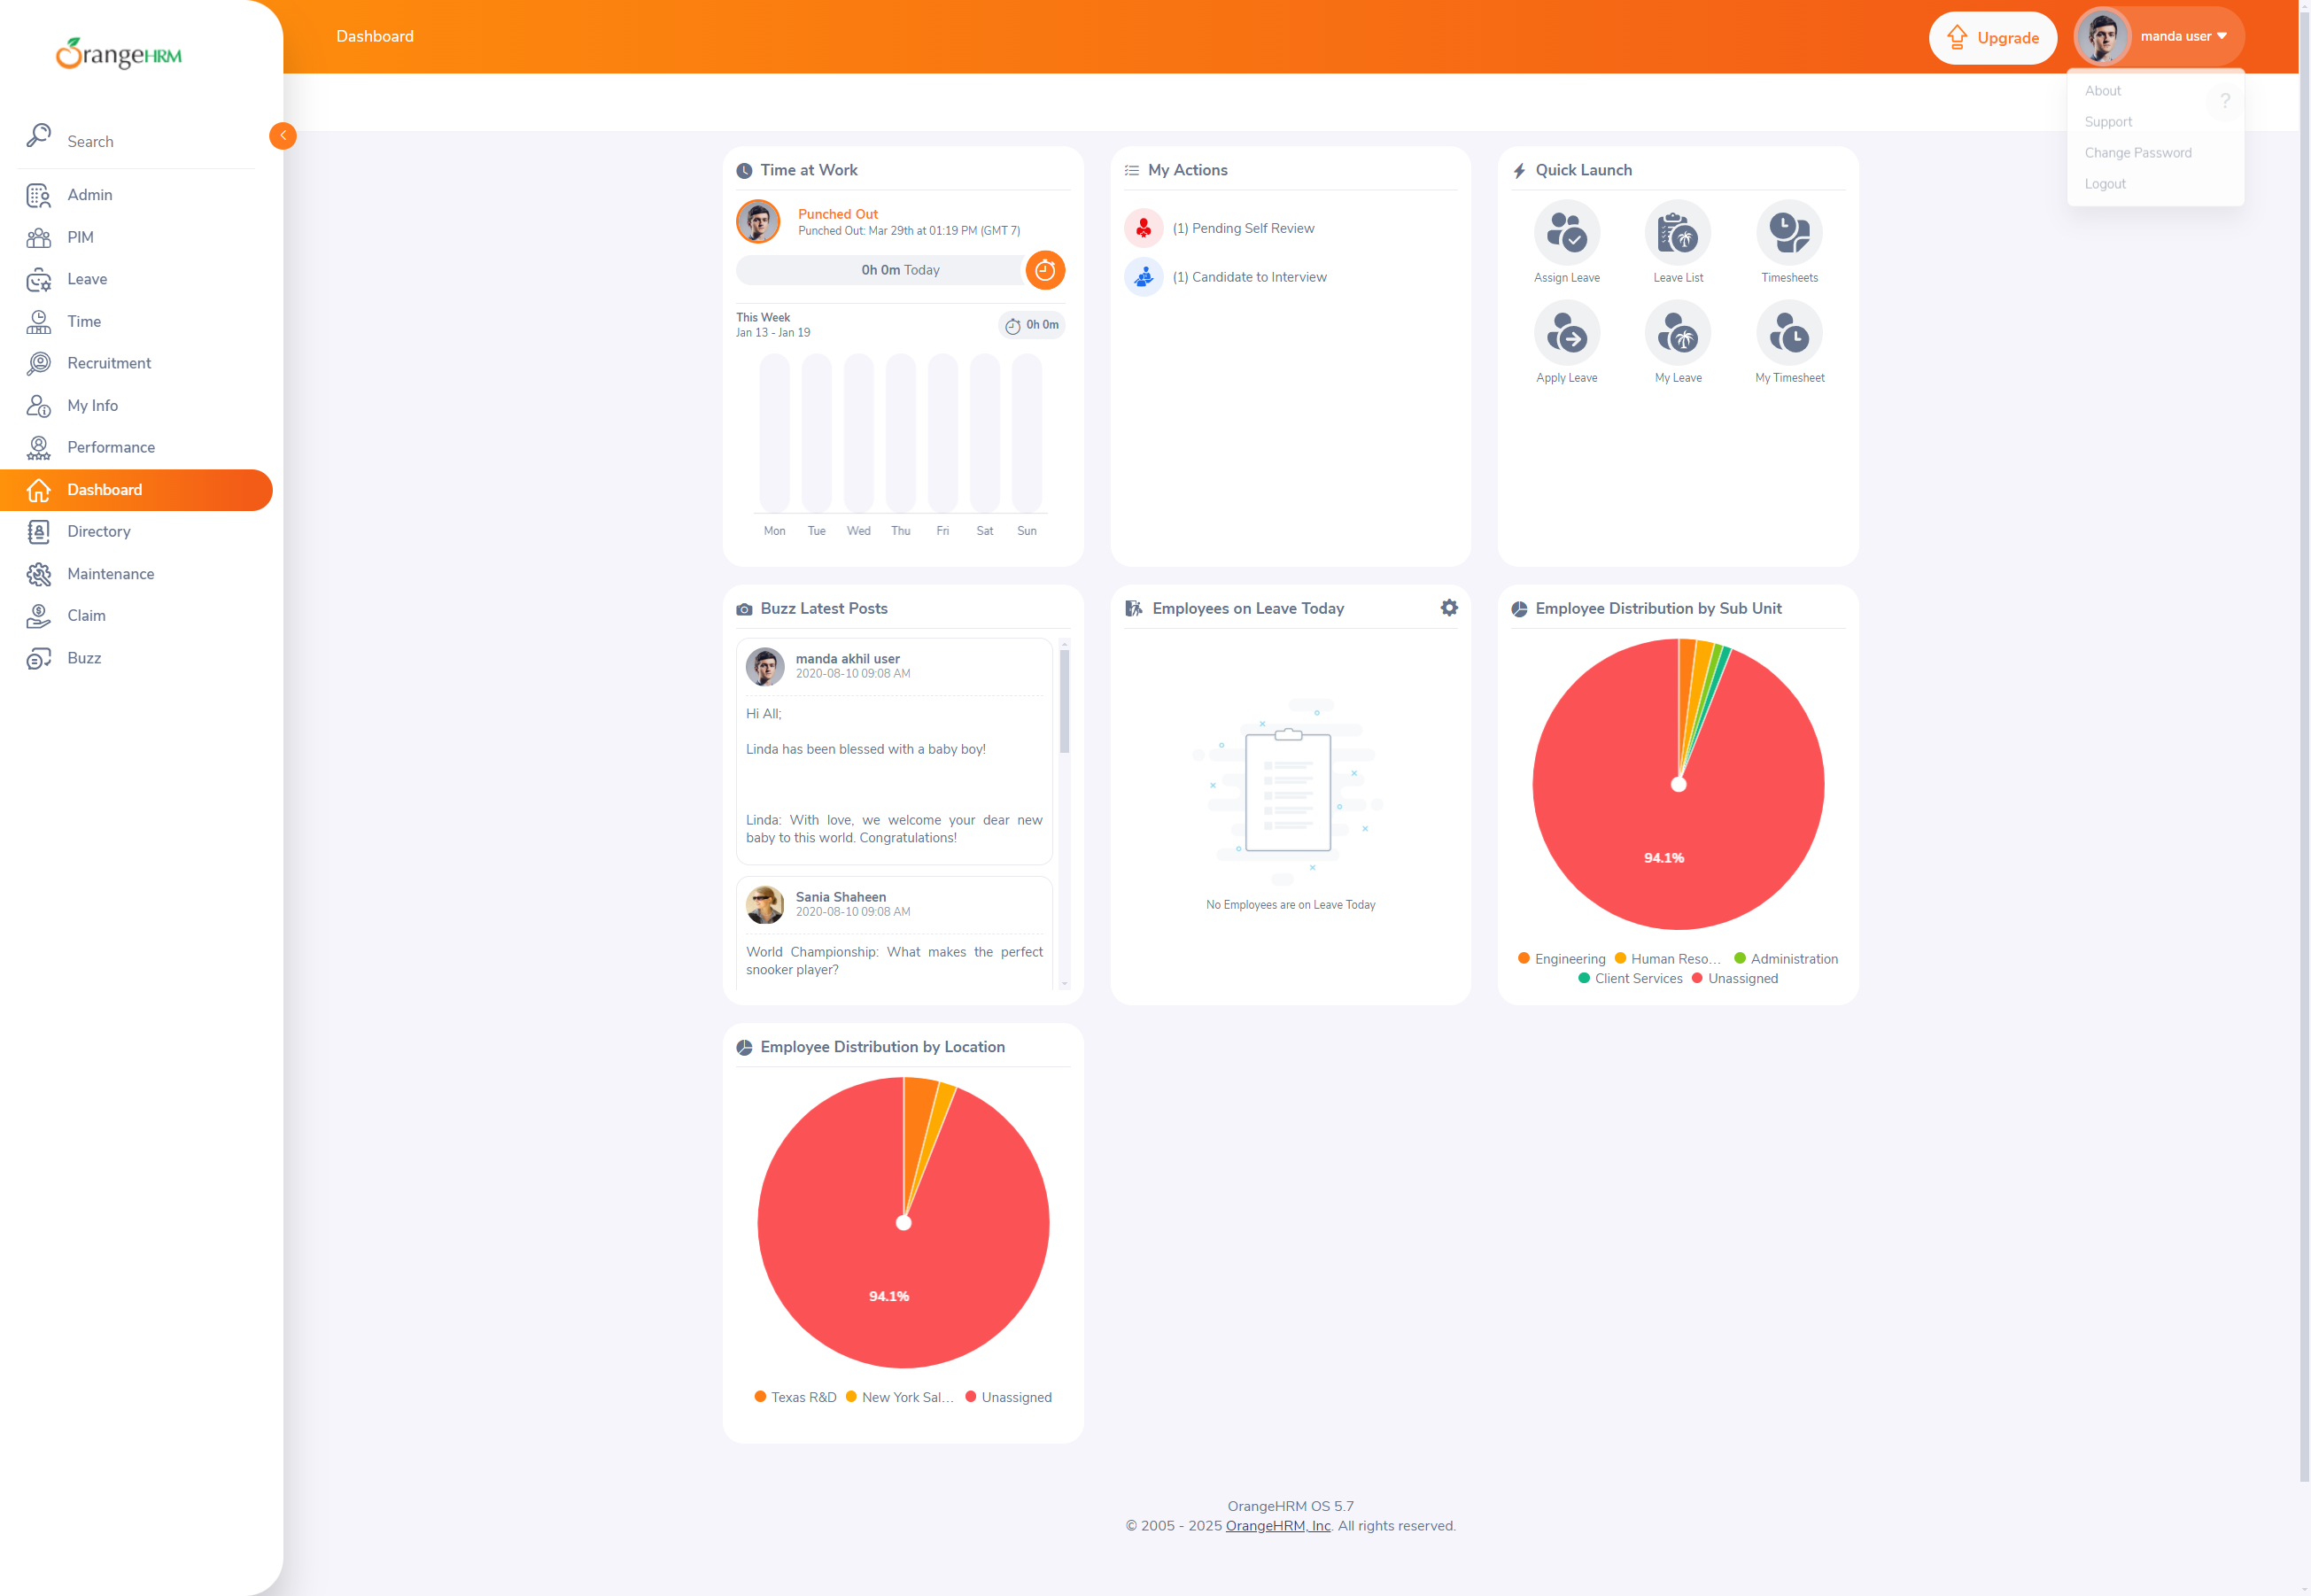 OrangeHRM
Dashboard
Upgrade
manda user
About
?
Support
Change Password
Logout
Search
Admin
PIM
Leave
Time
Recruitment
My Info
Performance
Dashboard
Directory
Maintenance
Claim
Buzz
Time at Work
Punched Out
Punched Out: Mar 29th at 01:19 PM (GMT 7)
0h 0m Today
This Week
Jan 13 - Jan 19
0h 0m
Mon Tue Wed Thu Fri Sat Sun
My Actions
(1) Pending Self Review
(1) Candidate to Interview
Quick Launch
Assign Leave
Leave List
Timesheets
Apply Leave
My Leave
My Timesheet
Buzz Latest Posts
manda akhil user
2020-08-10 09:08 AM
Hi All;
Linda has been blessed with a baby boy!
Linda: With love, we welcome your dear new
baby to this world. Congratulations!
Sania Shaheen
2020-08-10 09:08 AM
World Championship: What makes the perfect
snooker player?
Employees on Leave Today
No Employees are on Leave Today
Employee Distribution by Sub Unit
94.1%
Engineering Human Reso... Administration
Client Services Unassigned
Employee Distribution by Location
94.1%
Texas R&D New York Sal... Unassigned
OrangeHRM OS 5.7
© 2005 - 2025 OrangeHRM, Inc. All rights reserved.